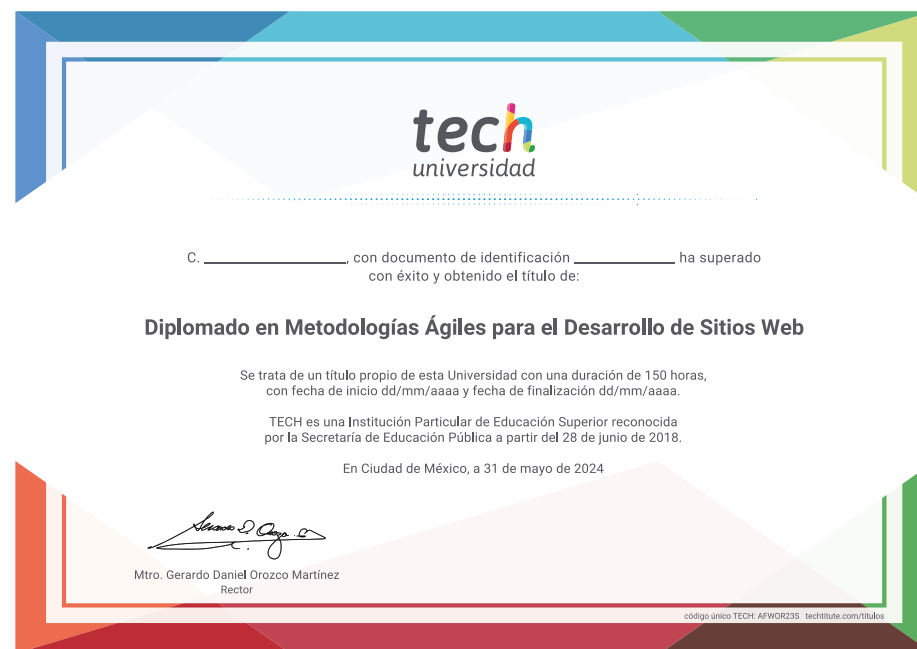 tech
universidad
C. ____________, con documento de identificación ____________ ha superado
con éxito y obtenido el título de:
Diplomado en Metodologías Ágiles para el Desarrollo de Sitios Web
Se trata de un título propio de esta Universidad con una duración de 150 horas,
con fecha de inicio dd/mm/aaaa y fecha de finalización dd/mm/aaaa.
TECH es una Institución Particular de Educación Superior reconocida
por la Secretaría de Educación Pública a partir del 28 de junio de 2018.
En Ciudad de México, a 31 de mayo de 2024
Mtro. Gerardo Daniel Orozco Martínez
Rector
código único TECH: AFWOR23S techtitute.com/titulos